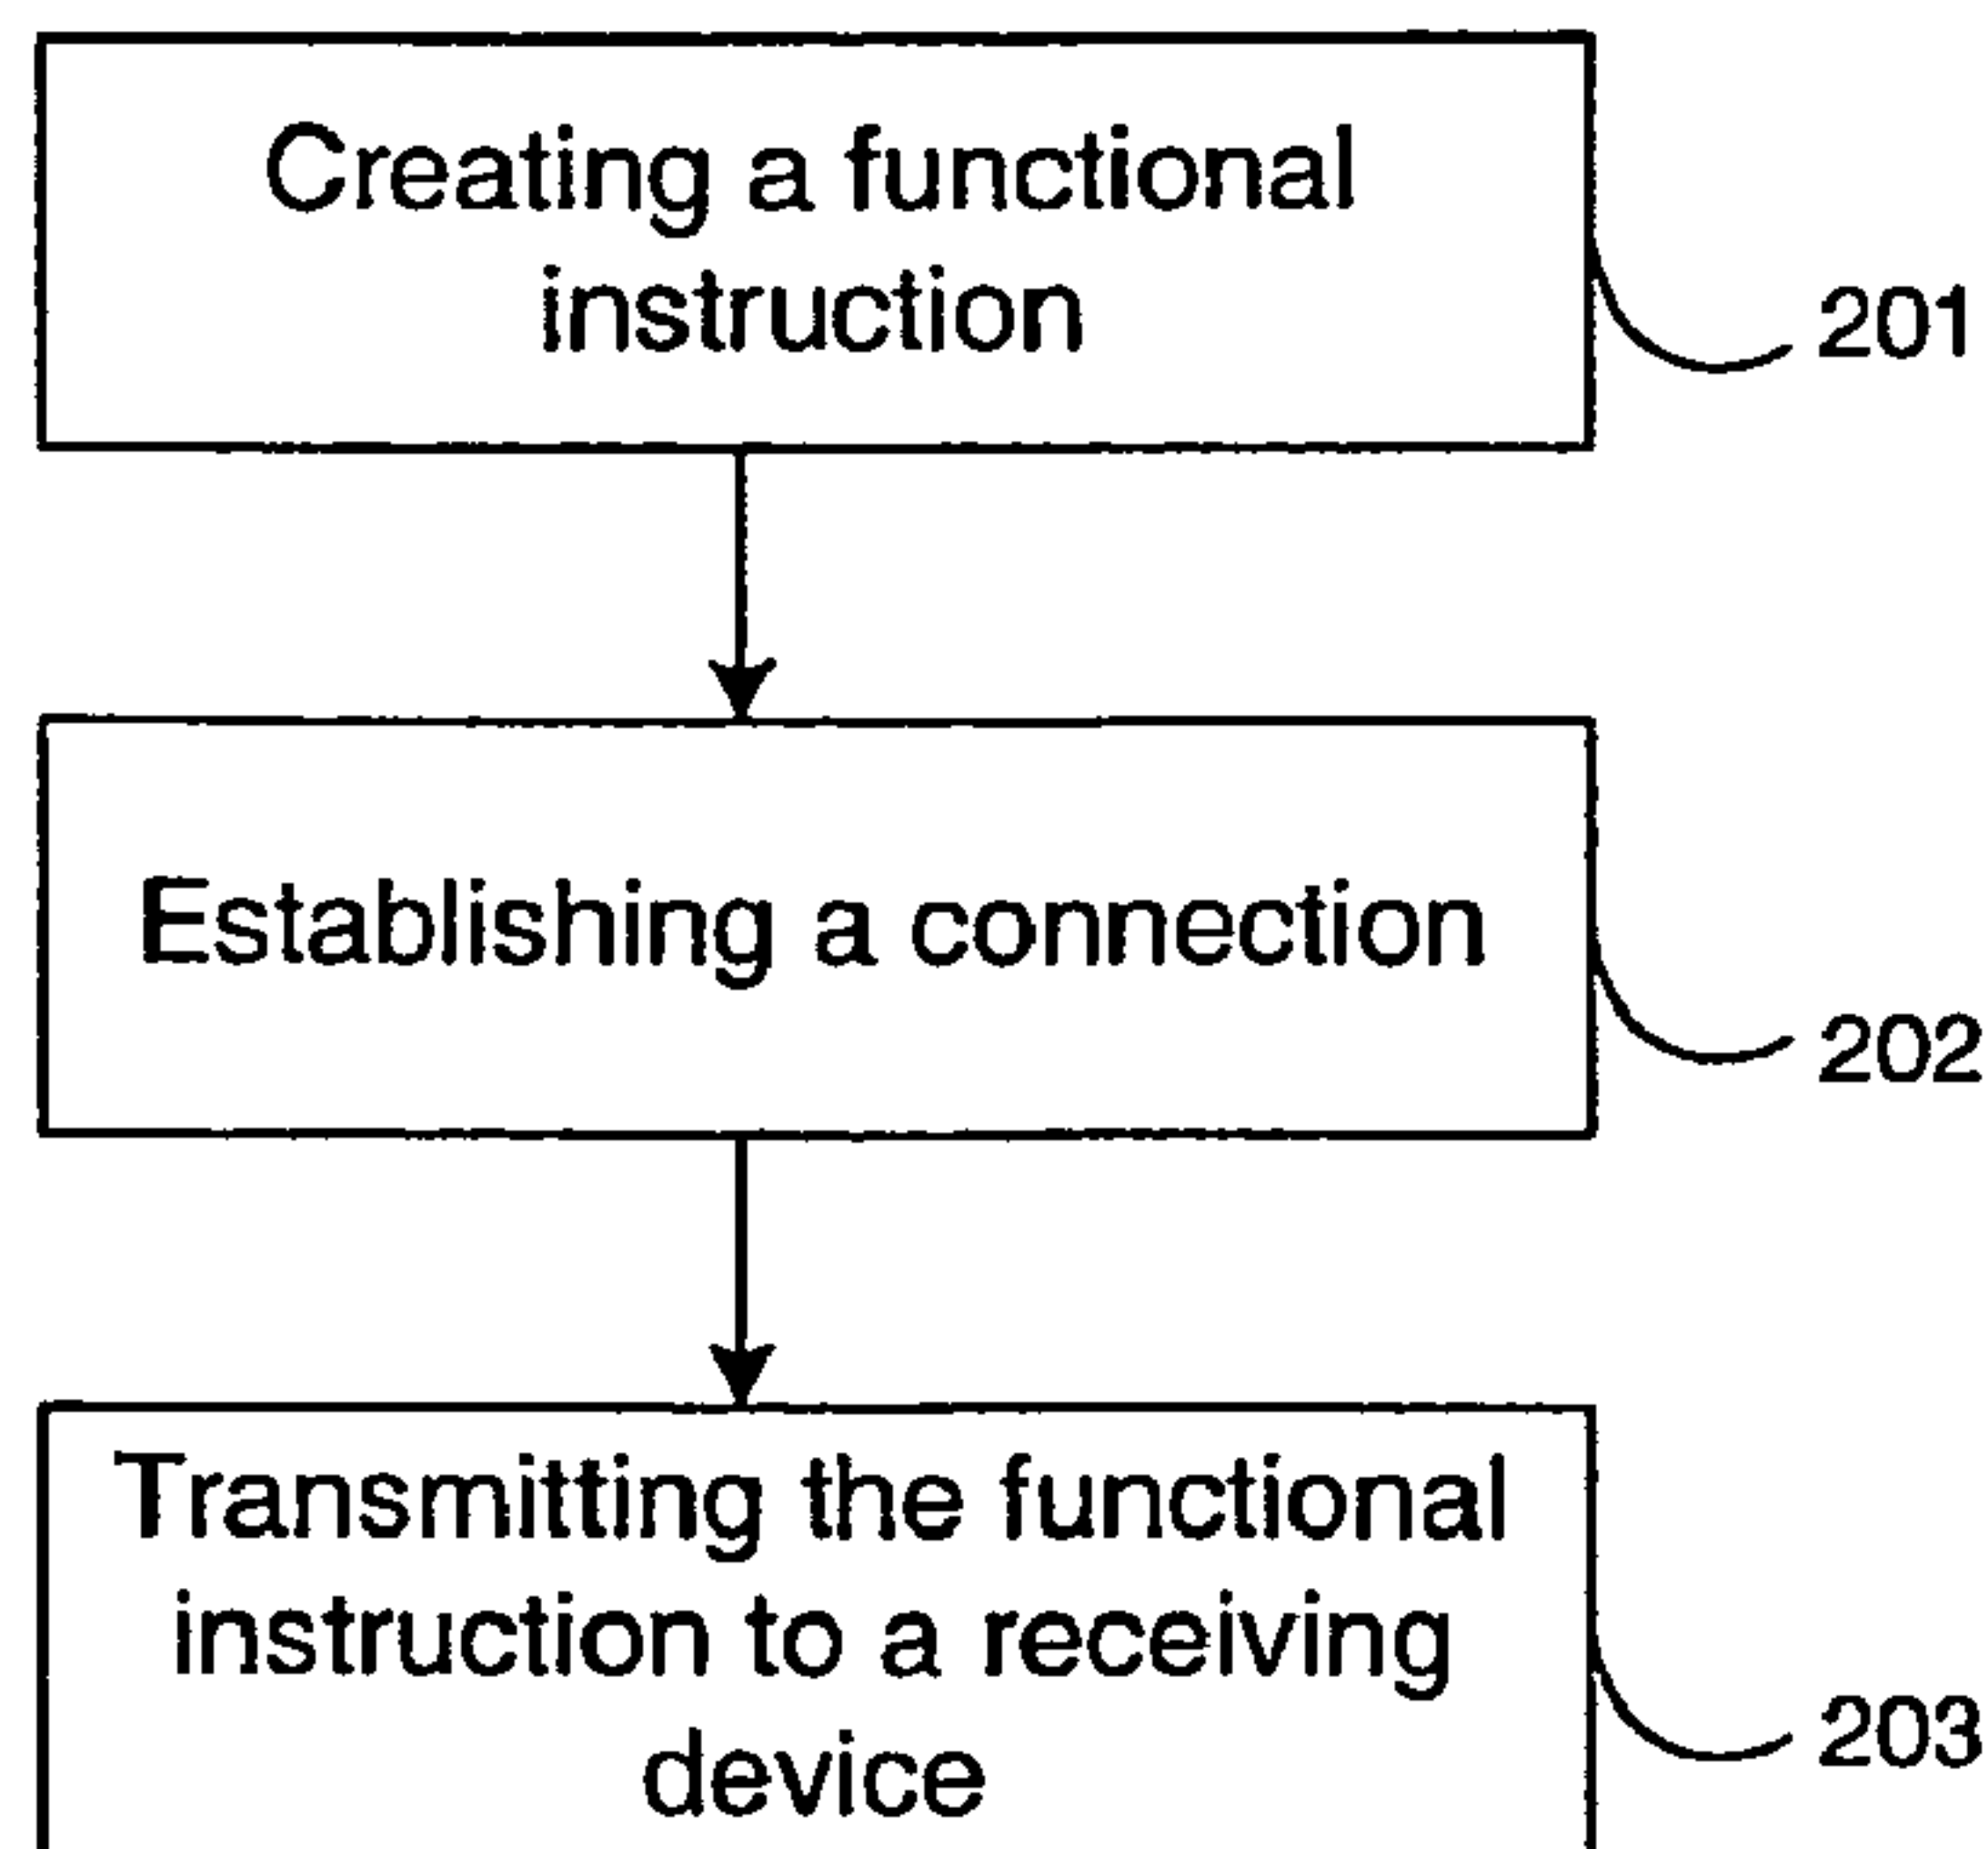 Creating a functional
instruction
201
Establishing a connection
202
Transmitting the functional
instruction to a receiving
device
203